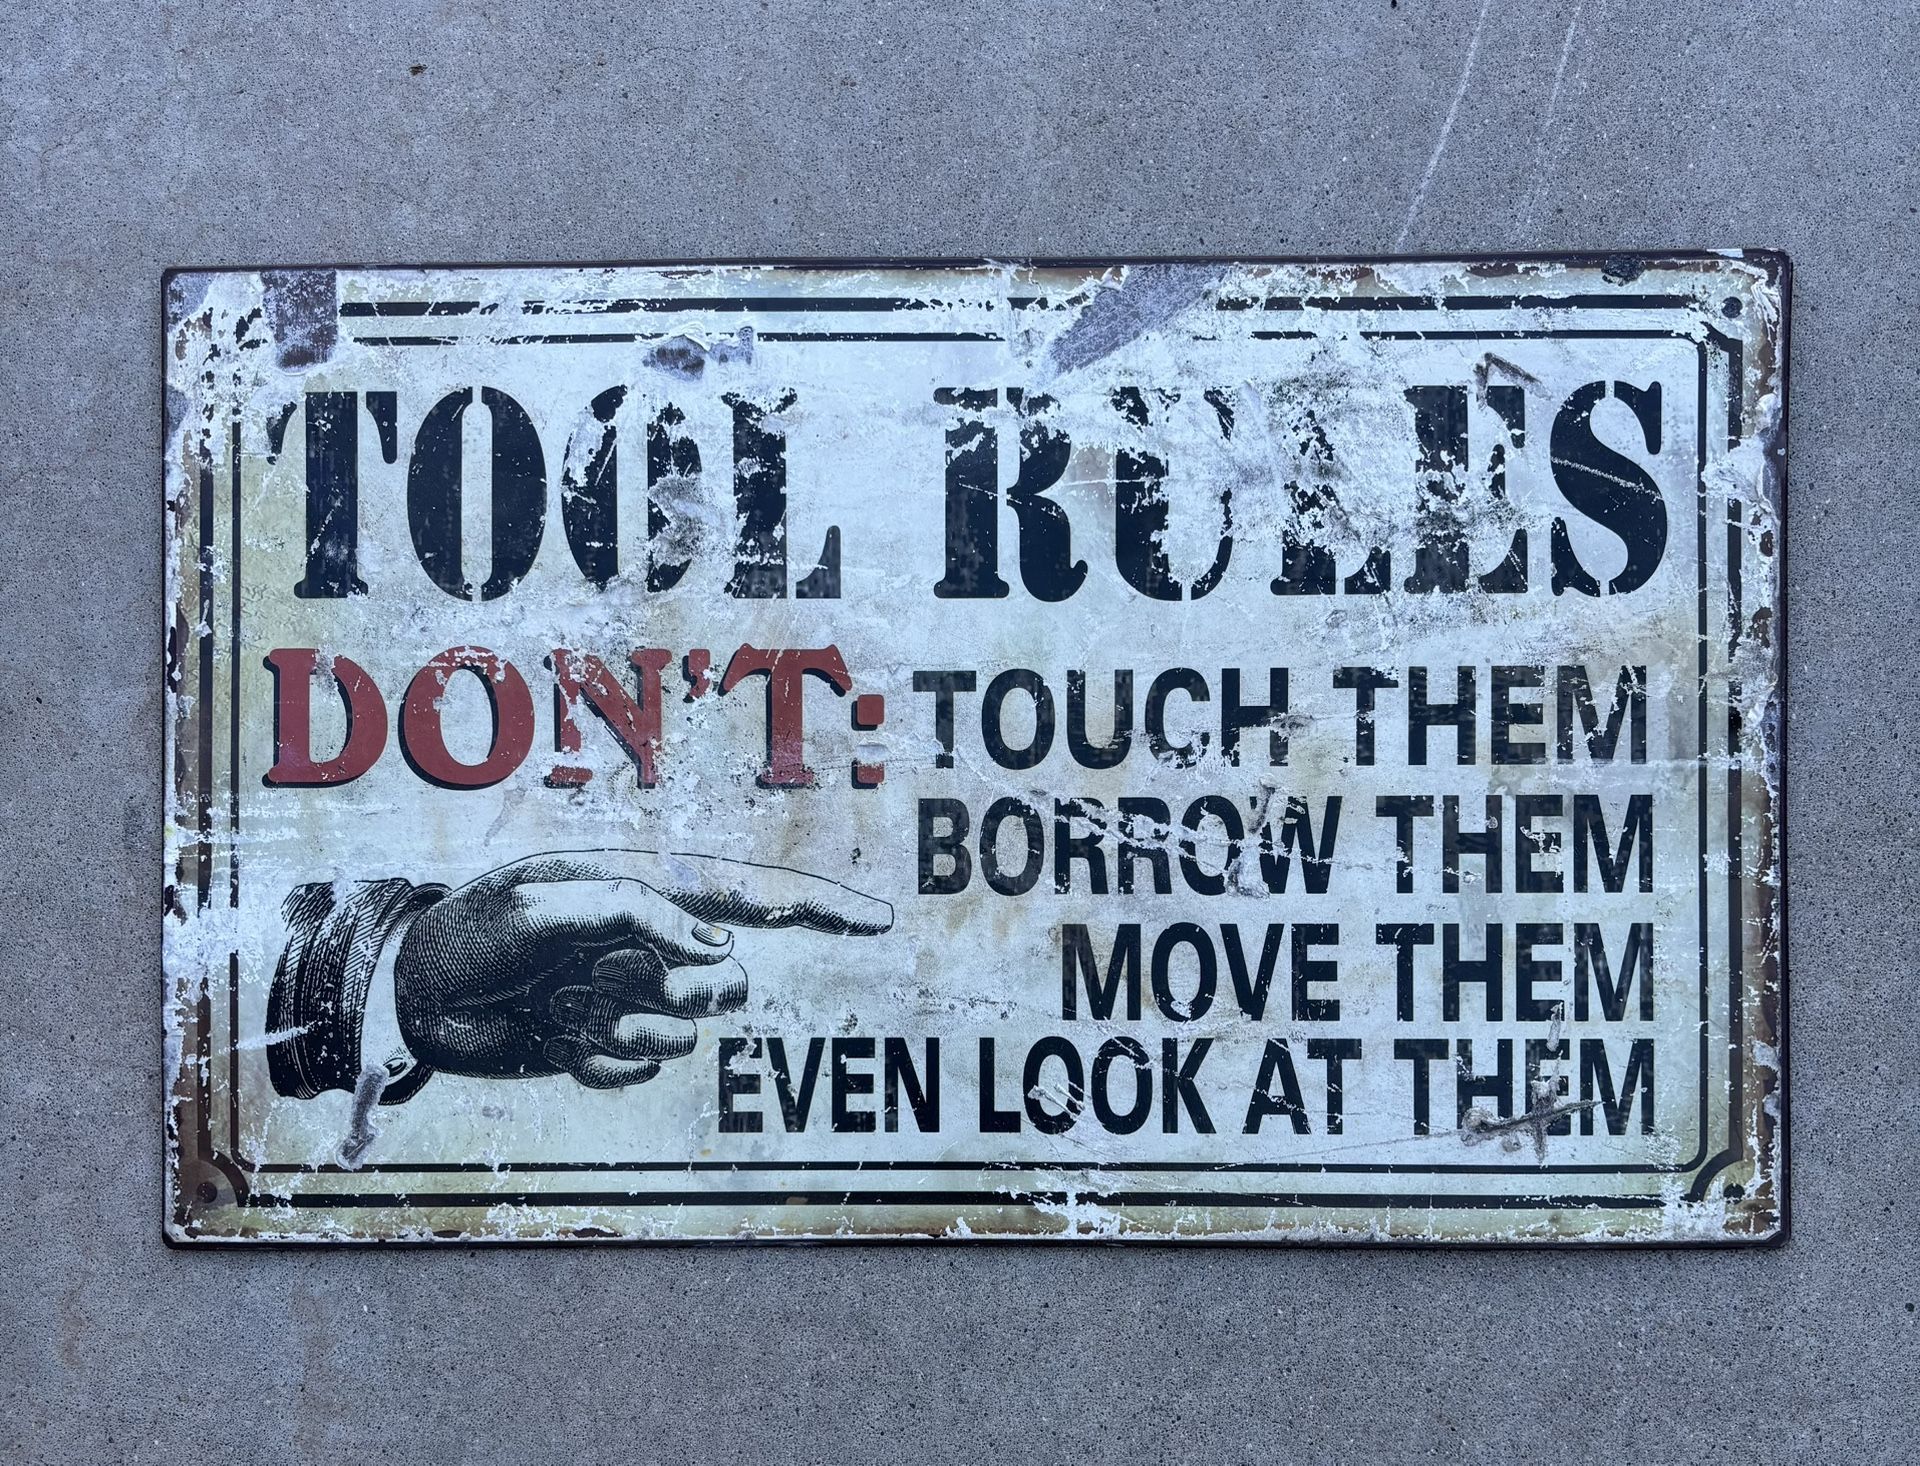 TOOL RULES
DON'T: TOUCH THEM
BORROW THEM
MOVE THEM
EVEN LOOK AT THEM